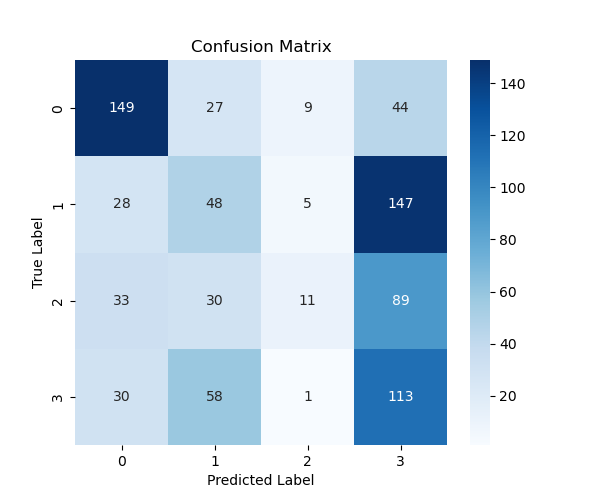 Confusion Matrix
True Label
0 149 27 9 44
1 28 48 5 147
2 33 30 11 89
3 30 58 1 113
0 1 2 3
Predicted Label
140
120
100
80
60
40
20